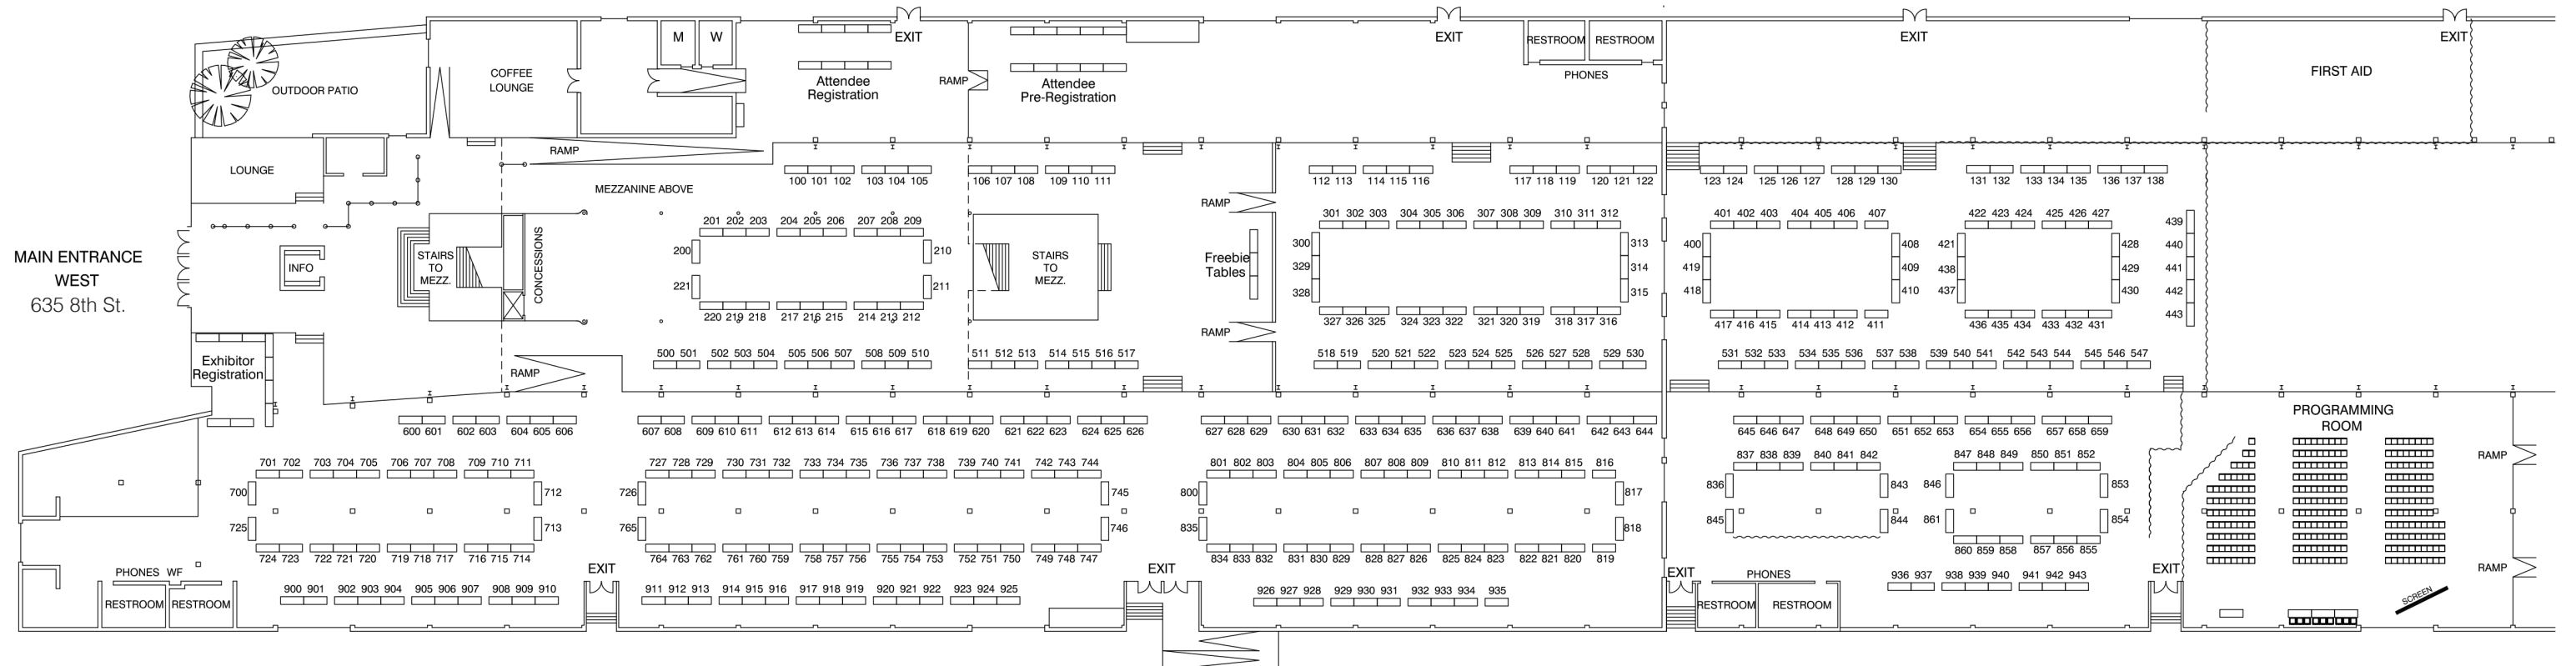 EXIT
EXIT
EXIT
EXIT
M W
RESTROOM RESTROOM
PHONES
COFFEE
LOUNGE
OUTDOOR PATIO
Attendee
Registration
RAMP
Attendee
Pre-Registration
FIRST AID
RAMP
LOUNGE
MEZZANINE ABOVE
100 101 102 103 104 105 106 107 108 109 110 111 112 113 114 115 116 117 118 119 120 121 122 123 124 125 126 127 128 129 130 131 132 133 134 135 136 137 138
RAMP
201 202 203 204 205 206 207 208 209
301 302 303 304 305 306 307 308 309 310 311 312
401 402 403 404 405 406 407
422 423 424 425 426 427
439
440
441
442
443
MAIN ENTRANCE
WEST
635 8th St.
INFO
STAIRS
TO
MEZZ.
CONCESSIONS
200
221
210
211
STAIRS
TO
MEZZ.
Freebie
Tables
300
329
328
313
314
315
400
419
418
408
409
410
421
438
437
428
429
430
220 219 218 217 216 215 214 213 212
327 326 325 324 323 322 321 320 319 318 317 316
417 416 415 414 413 412 411
436 435 434 433 432 431
RAMP
Exhibitor
Registration
RAMP
500 501 502 503 504 505 506 507 508 509 510 511 512 513 514 515 516 517 518 519 520 521 522 523 524 525 526 527 528 529 530 531 532 533 534 535 536 537 538 539 540 541 542 543 544 545 546 547
600 601 602 603 604 605 606 607 608 609 610 611 612 613 614 615 616 617 618 619 620 621 622 623 624 625 626 627 628 629 630 631 632 633 634 635 636 637 638 639 640 641 642 643 644 645 646 647 648 649 650 651 652 653 654 655 656 657 658 659
PROGRAMMING
ROOM
RAMP
701 702 703 704 705 706 707 708 709 710 711
727 728 729 730 731 732 733 734 735 736 737 738 739 740 741 742 743 744
801 802 803 804 805 806 807 808 809 810 811 812 813 814 815 816
837 838 839 840 841 842
847 848 849 850 851 852
700
725
712
713
726
765
745
746
800
835
817
818
836
845
843
844
846
861
853
854
724 723 722 721 720 719 718 717 716 715 714
764 763 762 761 760 759 758 757 756 755 754 753 752 751 750 749 748 747
834 833 832 831 830 829 828 827 826 825 824 823 822 821 820 819
860 859 858 857 856 855
PHONES WF
RESTROOM RESTROOM
EXIT
EXIT
EXIT
PHONES
RESTROOM RESTROOM
EXIT
RAMP
900 901 902 903 904 905 906 907 908 909 910
911 912 913 914 915 916 917 918 919 920 921 922 923 924 925
926 927 928 929 930 931 932 933 934 935
936 937 938 939 940 941 942 943
SCREEN